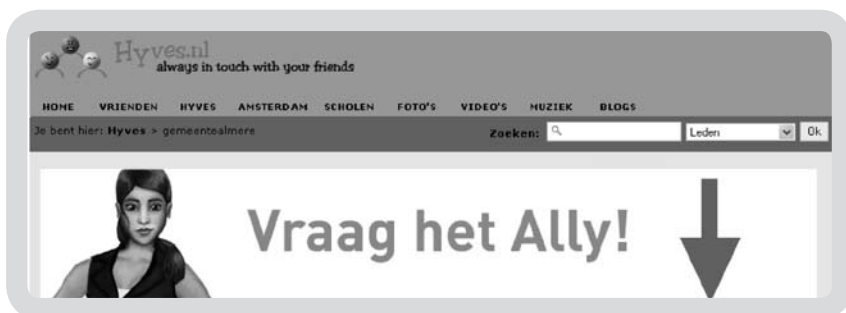 Hyves.nl
always in touch with your friends
HOME VRIENDEN HYVES AMSTERDAM SCHOLEN FOTO'S VIDEO'S MUZIEK BLOGS
Je bent hier: Hyves > gemeentealmere Zoeken: Leden Ok
Vraag het Ally!